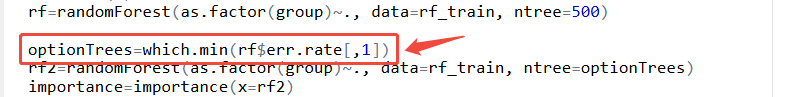 rf=randomForest(as.factor(group)~., data=rf_train, ntree=500)
optionTrees=which.min(rf$err.rate[,1])
rf2=randomForest(as.factor(group)~., data=rf_train, ntree=optionTrees)
importance=importance(x=rf2)